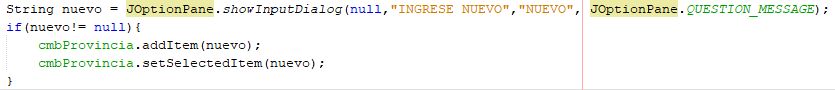 String nuevo = JOptionPane.showInputDialog(null,"INGRESE NUEVO","NUEVO", JOptionPane.QUESTION_MESSAGE);
if(nuevo!= null){
    cmbProvincia.addItem(nuevo);
    cmbProvincia.setSelectedItem(nuevo);
}